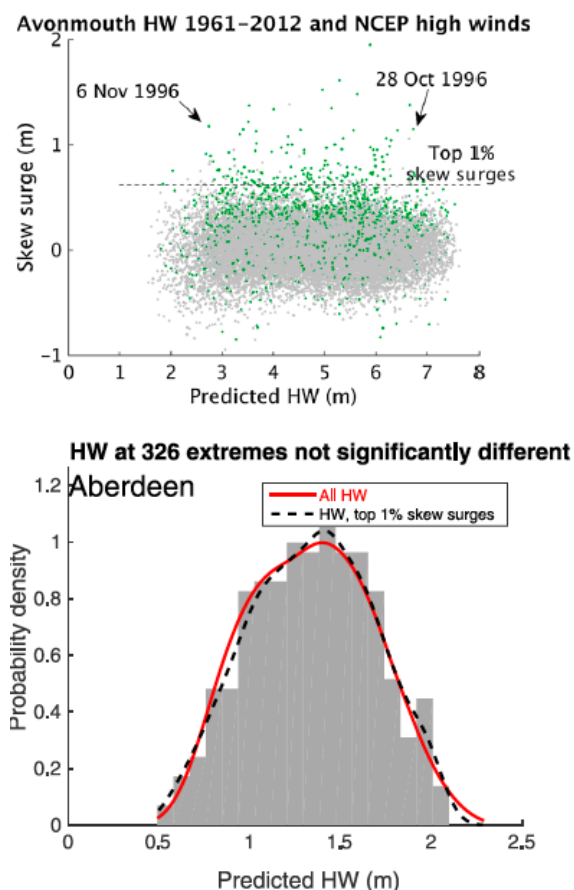 Avonmouth HW 1961–2012 and NCEP high winds
2
6 Nov 1996
28 Oct 1996
1
Top 1%
skew surges
Skew surge (m)
0
-1
0 1 2 3 4 5 6 7 8
Predicted HW (m)
HW at 326 extremes not significantly different
1.2
Aberdeen
All HW
HW, top 1% skew surges
1
0.8
Probability density
0.6
0.4
0.2
0
0 0.5 1 1.5 2 2.5
Predicted HW (m)